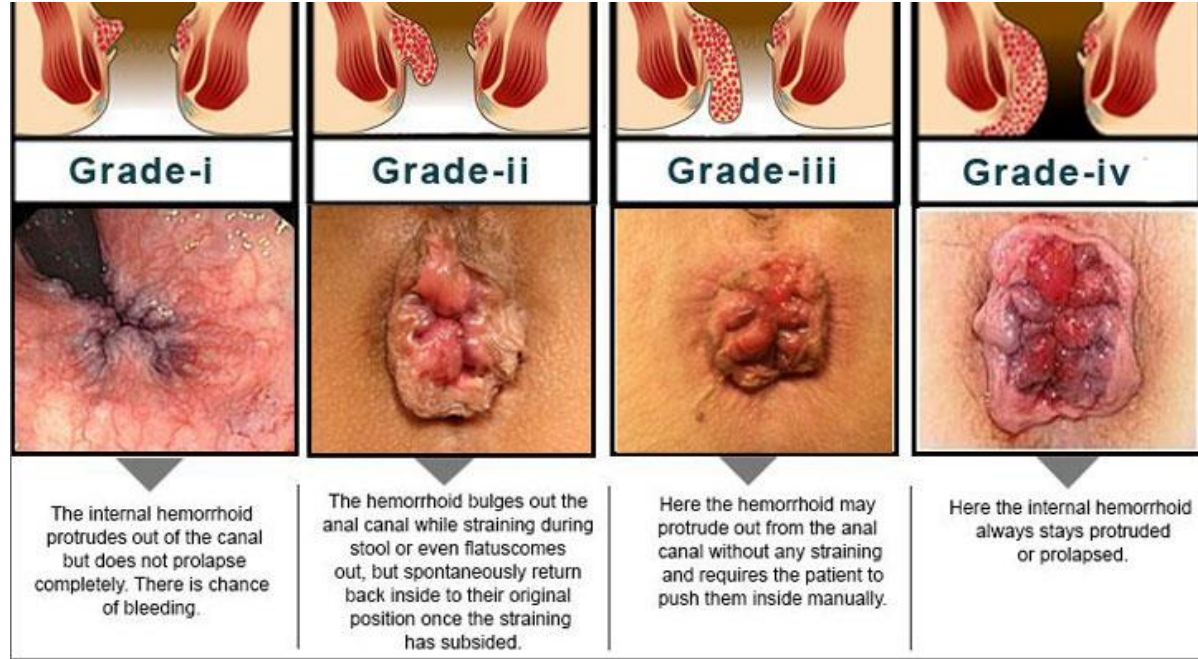 Grade-i
Grade-ii
Grade-iii
Grade-iv
The internal hemorrhoid
protrudes out of the canal
but does not prolapse
completely. There is chance
of bleeding.
The hemorrhoid bulges out the
anal canal while straining during
stool or even flatuscomes
out, but spontaneously return
back inside to their original
position once the straining
has subsided.
Here the hemorrhoid may
protrude out from the anal
canal without any straining
and requires the patient to
push them inside manually.
Here the internal hemorrhoid
always stays protruded
or prolapsed.